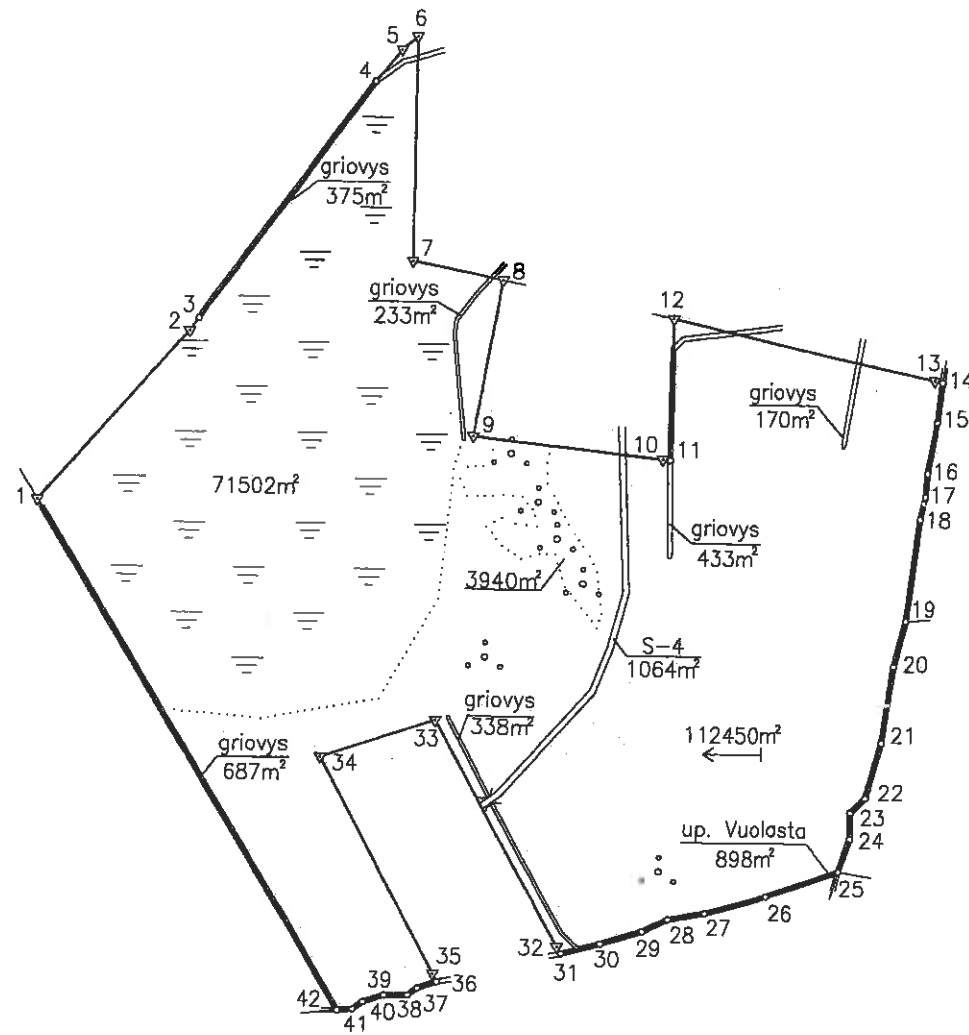 6
5
4
griovys
375m²
7
8
griovys
233m²
3
2
12
13
14
griovys
170m²
15
9
10
11
16
1
71502m²
17
18
griovys
433m²
3940m²
19
S-4
1064m²
20
griovys
338m²
33
112450m²
21
griovys
687m²
34
22
23
up. Vuolasta
898m²
24
25
26
27
28
29
32
31
30
35
36
39
37
42
40
38
41